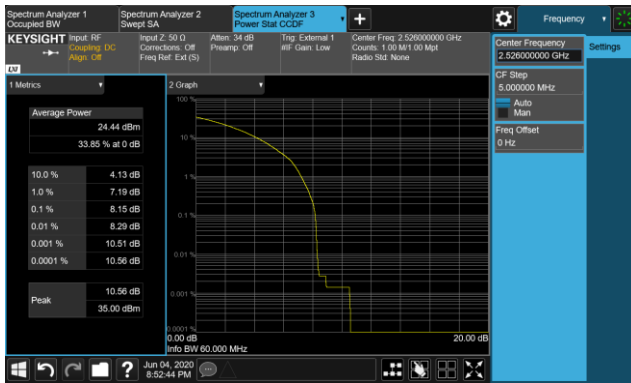 Spectrum Analyzer 1
Occupied BW
Spectrum Analyzer 2
Swept SA
Spectrum Analyzer 3
Power Stat CCDF
Frequency
KEYSIGHT
Input: RF
Coupling: DC
Align: Off
Input Z: 50 Ω
Corrections: Off
Freq Ref: Ext (S)
Atten: 34 dB
Preamp: Off
Trig: External 1
#IF Gain: Low
Center Freq: 2.526000000 GHz
Counts: 1.00 M/1.00 Mpt
Radio Std: None
LXI
Center Frequency
2.526000000 GHz
Settings
CF Step
5.000000 MHz
Auto
Man
Freq Offset
0 Hz
1 Metrics
Average Power
24.44 dBm
33.85 % at 0 dB
10.0 % 4.13 dB
1.0 % 7.19 dB
0.1 % 8.15 dB
0.01 % 8.29 dB
0.001 % 10.51 dB
0.0001 % 10.56 dB
Peak
10.56 dB
35.00 dBm
2 Graph
100 %
10 %
1 %
0.1 %
0.01 %
0.001 %
0.0001 %
0.00 dB
20.00 dB
Info BW 60.000 MHz
?
Jun 04, 2020
8:52:44 PM